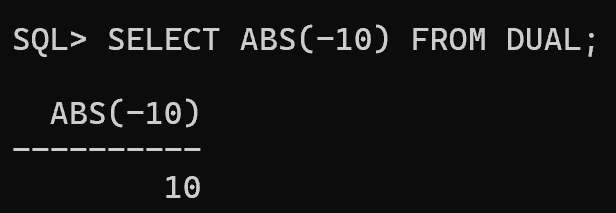 SQL> SELECT ABS(-10) FROM DUAL;
ABS(-10)
----------
10